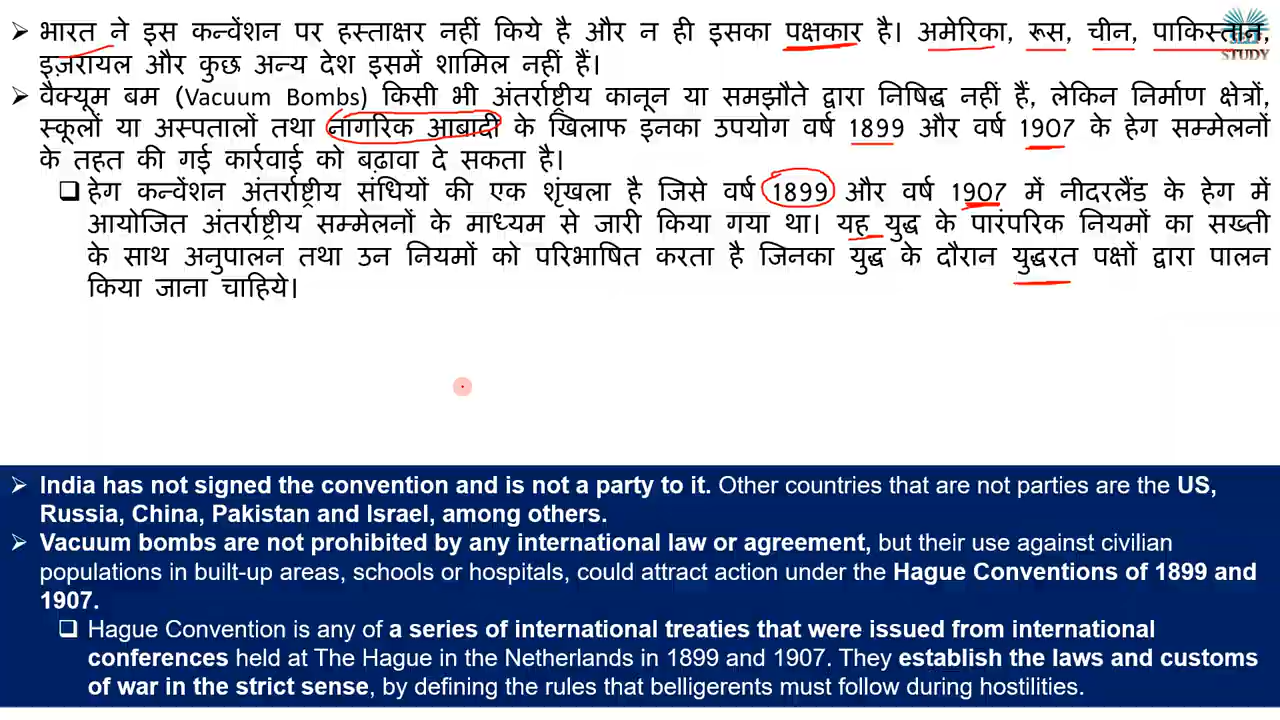 ➢ भारत ने इस कन्वेंशन पर हस्ताक्षर नहीं किये है और न ही इसका पक्षकार है। अमेरिका, रूस, चीन, पाकिस्तान,
इज़रायल और कुछ अन्य देश इसमें शामिल नहीं हैं।
STUDY
➢ वैक्यूम बम (Vacuum Bombs) किसी भी अंतर्राष्ट्रीय कानून या समझौते द्वारा निषिद्ध नहीं हैं, लेकिन निर्माण क्षेत्रों,
स्कूलों या अस्पतालों तथा नागरिक आबादी के खिलाफ इनका उपयोग वर्ष 1899 और वर्ष 1907 के हेग सम्मेलनों
के तहत की गई कार्रवाई को बढ़ावा दे सकता है।
❑ हेग कन्वेंशन अंतर्राष्ट्रीय संधियों की एक शृंखला है जिसे वर्ष 1899 और वर्ष 1907 में नीदरलैंड के हेग में
आयोजित अंतर्राष्ट्रीय सम्मेलनों के माध्यम से जारी किया गया था। यह युद्ध के पारंपरिक नियमों का सख्ती
के साथ अनुपालन तथा उन नियमों को परिभाषित करता है जिनका युद्ध के दौरान युद्धरत पक्षों द्वारा पालन
किया जाना चाहिये।
➢ India has not signed the convention and is not a party to it. Other countries that are not parties are the US,
Russia, China, Pakistan and Israel, among others.
➢ Vacuum bombs are not prohibited by any international law or agreement, but their use against civilian
populations in built-up areas, schools or hospitals, could attract action under the Hague Conventions of 1899 and
1907.
❑ Hague Convention is any of a series of international treaties that were issued from international
conferences held at The Hague in the Netherlands in 1899 and 1907. They establish the laws and customs
of war in the strict sense, by defining the rules that belligerents must follow during hostilities.